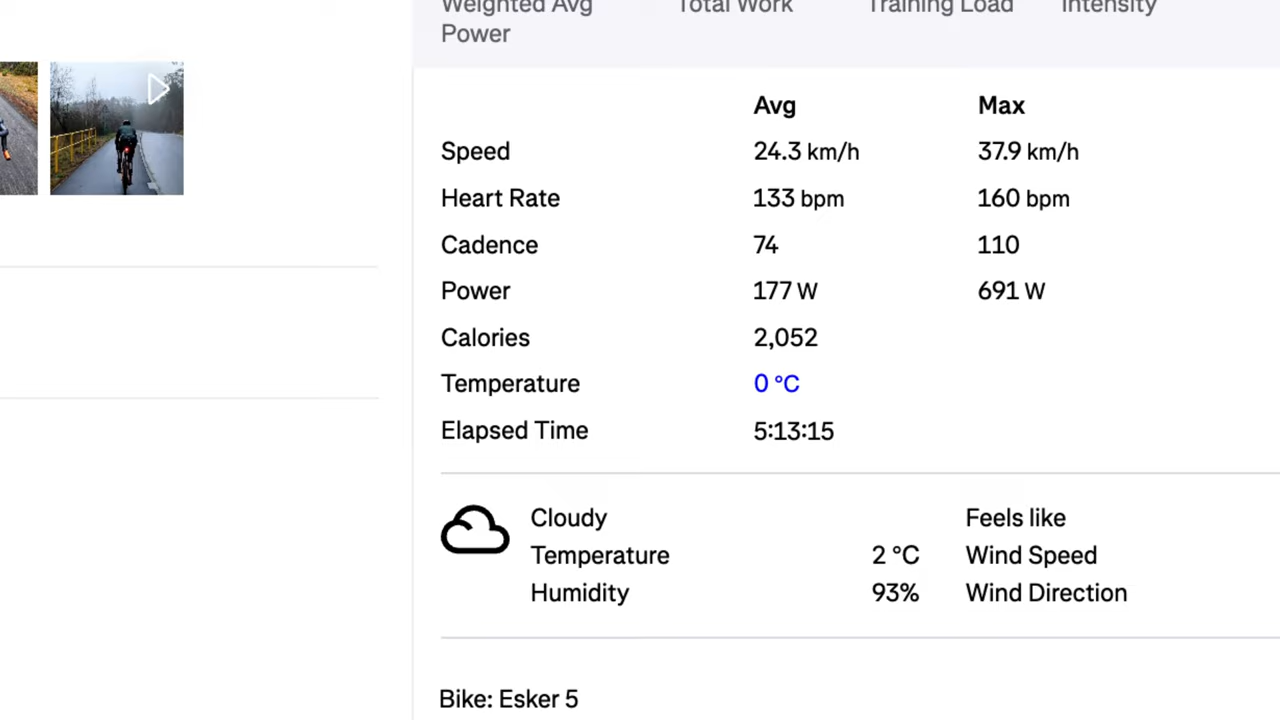 Weighted Avg Power
Total Work
Training Load
Intensity
Avg Max
Speed 24.3 km/h 37.9 km/h
Heart Rate 133 bpm 160 bpm
Cadence 74 110
Power 177 W 691 W
Calories 2,052
Temperature 0 °C
Elapsed Time 5:13:15
Cloudy Feels like
Temperature 2 °C Wind Speed
Humidity 93% Wind Direction
Bike: Esker 5